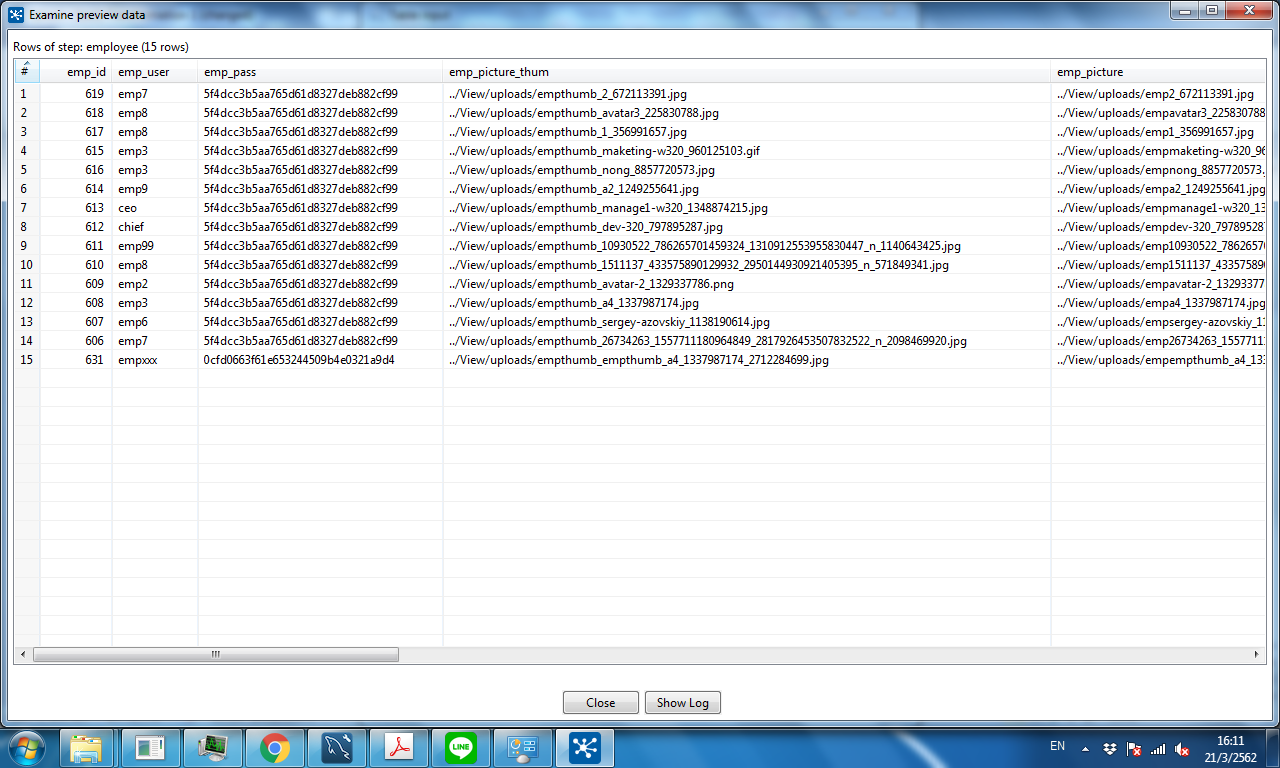 Examine preview data
Rows of step: employee (15 rows)
# emp_id emp_user emp_pass emp_picture_thum emp_picture
1 619 emp7 5f4dcc3b5aa765d61d8327deb882cf99 ../View/uploads/empthumb_2_672113391.jpg ../View/uploads/emp2_672113391.jpg
2 618 emp8 5f4dcc3b5aa765d61d8327deb882cf99 ../View/uploads/empthumb_avatar3_225830788.jpg ../View/uploads/empavatar3_225830788
3 617 emp8 5f4dcc3b5aa765d61d8327deb882cf99 ../View/uploads/empthumb_1_356991657.jpg ../View/uploads/emp1_356991657.jpg
4 615 emp3 5f4dcc3b5aa765d61d8327deb882cf99 ../View/uploads/empthumb_maketing-w320_960125103.gif ../View/uploads/empmaketing-w320_96
5 616 emp3 5f4dcc3b5aa765d61d8327deb882cf99 ../View/uploads/empthumb_nong_8857720573.jpg ../View/uploads/empnong_8857720573.
6 614 emp9 5f4dcc3b5aa765d61d8327deb882cf99 ../View/uploads/empthumb_a2_1249255641.jpg ../View/uploads/empa2_1249255641.jpg
7 613 ceo 5f4dcc3b5aa765d61d8327deb882cf99 ../View/uploads/empthumb_manage1-w320_1348874215.jpg ../View/uploads/empmanage1-w320_13
8 612 chief 5f4dcc3b5aa765d61d8327deb882cf99 ../View/uploads/empthumb_dev-320_797895287.jpg ../View/uploads/empdev-320_79789528
9 611 emp99 5f4dcc3b5aa765d61d8327deb882cf99 ../View/uploads/empthumb_10930522_786265701459324_1310912553955830447_n_1140643425.jpg ../View/uploads/emp10930522_78626570
10 610 emp8 5f4dcc3b5aa765d61d8327deb882cf99 ../View/uploads/empthumb_1511137_433575890129932_2950144930921405395_n_571849341.jpg ../View/uploads/emp1511137_43357589
11 609 emp2 5f4dcc3b5aa765d61d8327deb882cf99 ../View/uploads/empthumb_avatar-2_1329337786.png ../View/uploads/empavatar-2_13293377
12 608 emp3 5f4dcc3b5aa765d61d8327deb882cf99 ../View/uploads/empthumb_a4_1337987174.jpg ../View/uploads/empa4_1337987174.jpg
13 607 emp6 5f4dcc3b5aa765d61d8327deb882cf99 ../View/uploads/empthumb_sergey-azovskiy_1138190614.jpg ../View/uploads/empsergey-azovskiy_1
14 606 emp7 5f4dcc3b5aa765d61d8327deb882cf99 ../View/uploads/empthumb_26734263_1557711180964849_2817926453507832522_n_2098469920.jpg ../View/uploads/emp26734263_1557711
15 631 empxxx 0cfd0663f61e653244509b4e0321a9d4 ../View/uploads/empthumb_empthumb_a4_1337987174_2712284699.jpg ../View/uploads/empempthumb_a4_133
Close Show Log
LINE
EN
16:11
21/3/2562